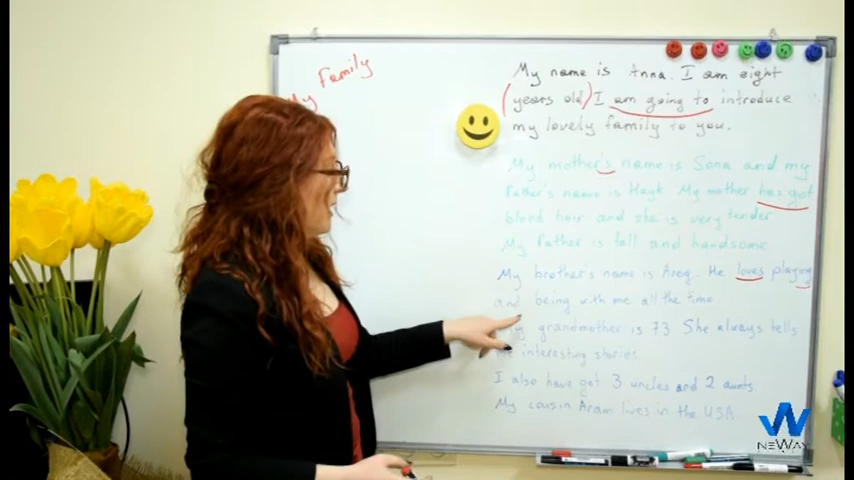 My Family
My name is Anna. I am eight
(years old) I am going to introduce
my lovely family to you.
My mother's name is Sona and my
father's name is Hayk. My mother has got
blond hair and she is very tender
My father is tall and handsome
My brother's name is Areg. He loves playing
and being with me all the time.
My grandmother is 73 She always tells
me interesting stories.
I also have got 3 uncles and 2 aunts
My cousin Aram lives in the USA
NEWAY